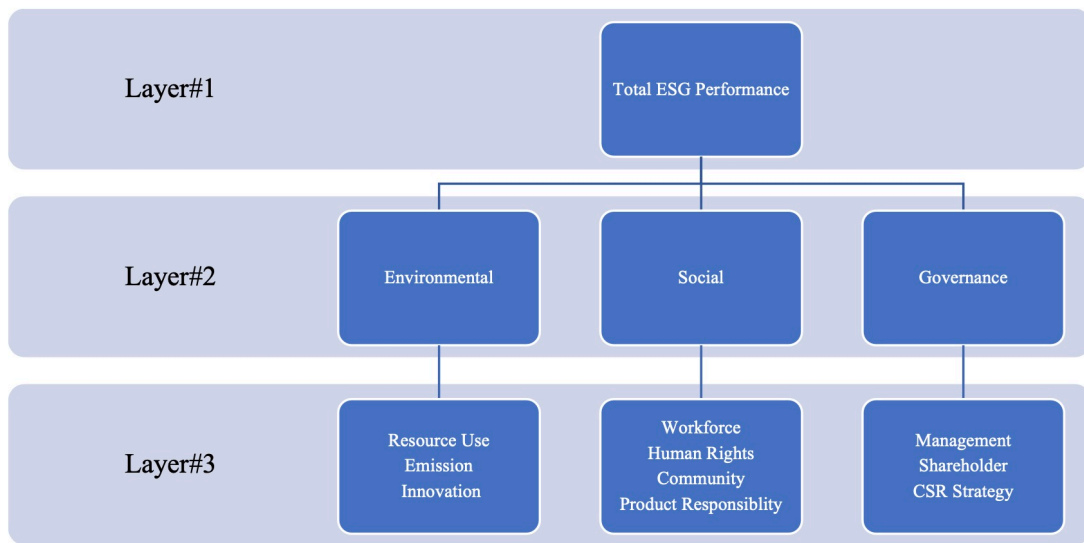 Layer#1
Total ESG Performance
Layer#2
Environmental
Social
Governance
Layer#3
Resource Use
Emission
Innovation
Workforce
Human Rights
Community
Product Responsiblity
Management
Shareholder
CSR Strategy